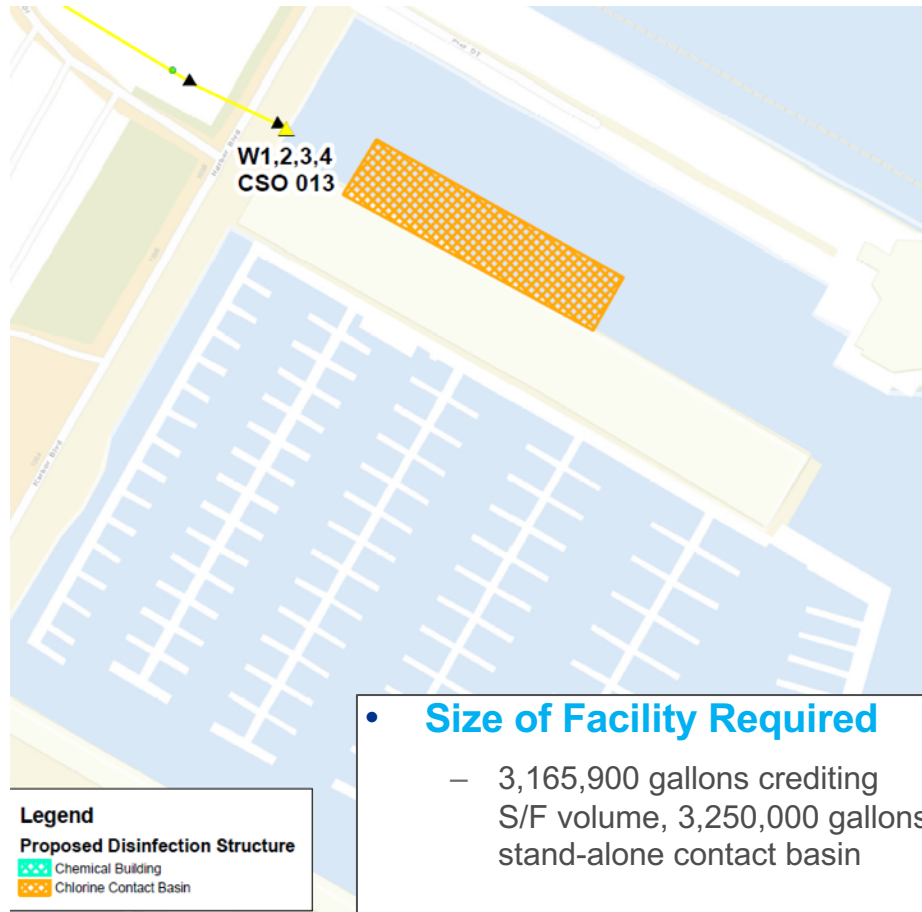 Pier DT
W1,2,3,4
CSO 013
Harbor Blvd
Harbor Blvd
• Size of Facility Required
– 3,165,900 gallons crediting
S/F volume, 3,250,000 gallons
stand-alone contact basin
Legend
Proposed Disinfection Structure
Chemical Building
Chlorine Contact Basin